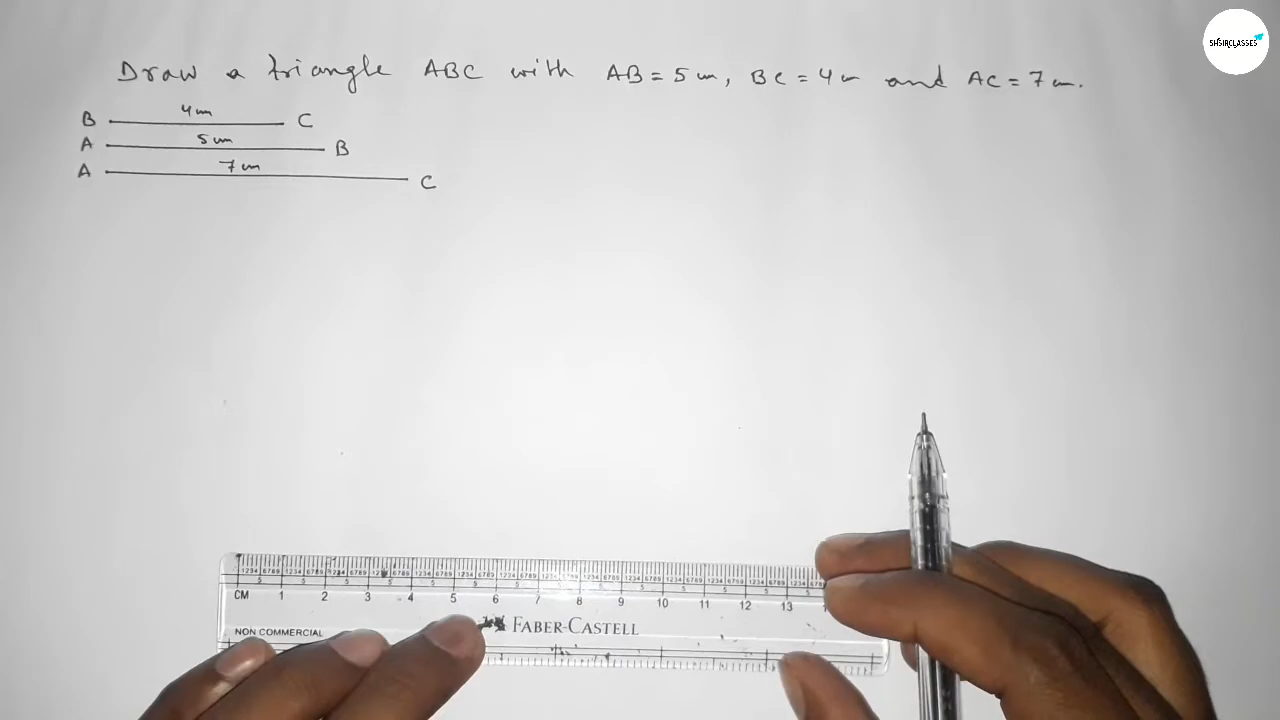 SHSIRCLASSES
Draw a triangle ABC with AB = 5 cm, BC = 4 cm and AC = 7 cm.
B 4 cm C
A 5 cm B
A 7 cm C
CM 1 2 3 4 5 6 7 8 9 10 11 12 13
FABER-CASTELL
NON COMMERCIAL